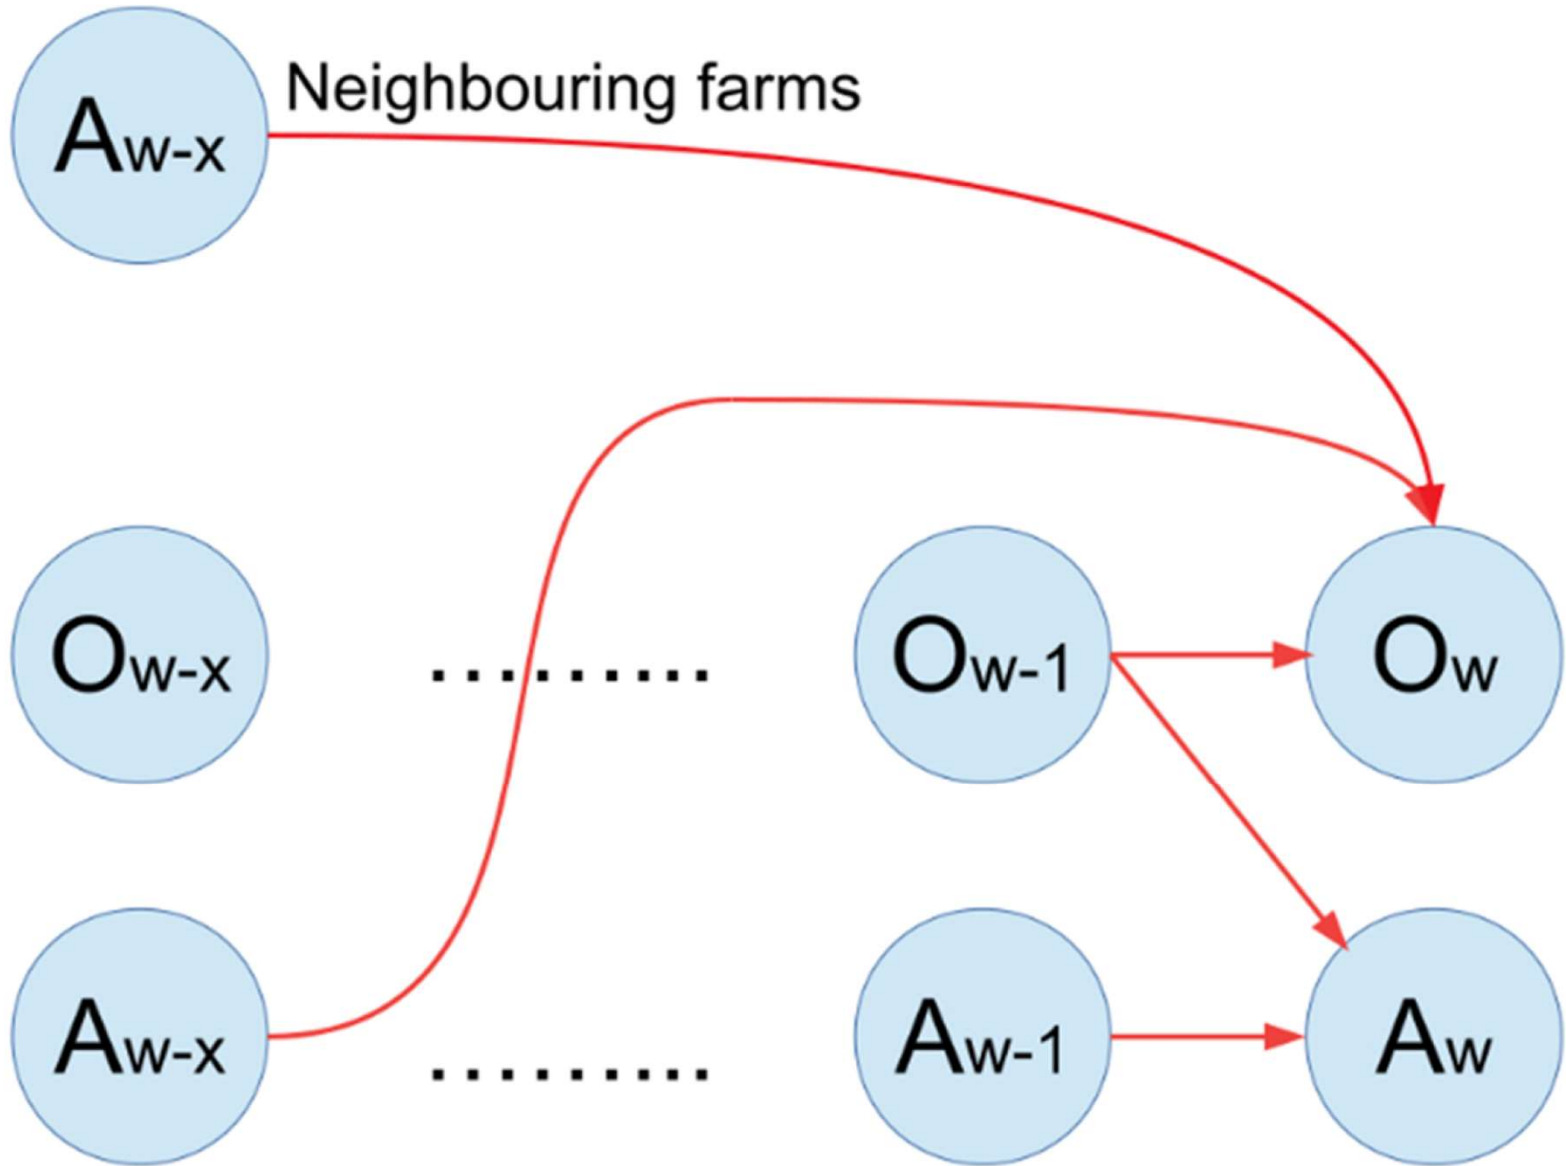 Neighbouring farms
Aw-x
Ow-x
.........
Ow-1
Ow
Aw-x
.........
Aw-1
Aw